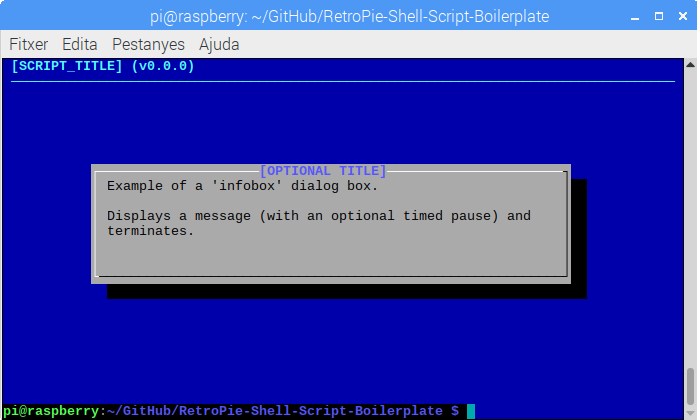 pi@raspberry: ~/GitHub/RetroPie-Shell-Script-Boilerplate
Fitxer Edita Pestanyes Ajuda
[SCRIPT_TITLE] (v0.0.0)
[OPTIONAL TITLE]
Example of a 'infobox' dialog box.
Displays a message (with an optional timed pause) and
terminates.
pi@raspberry:~/GitHub/RetroPie-Shell-Script-Boilerplate $